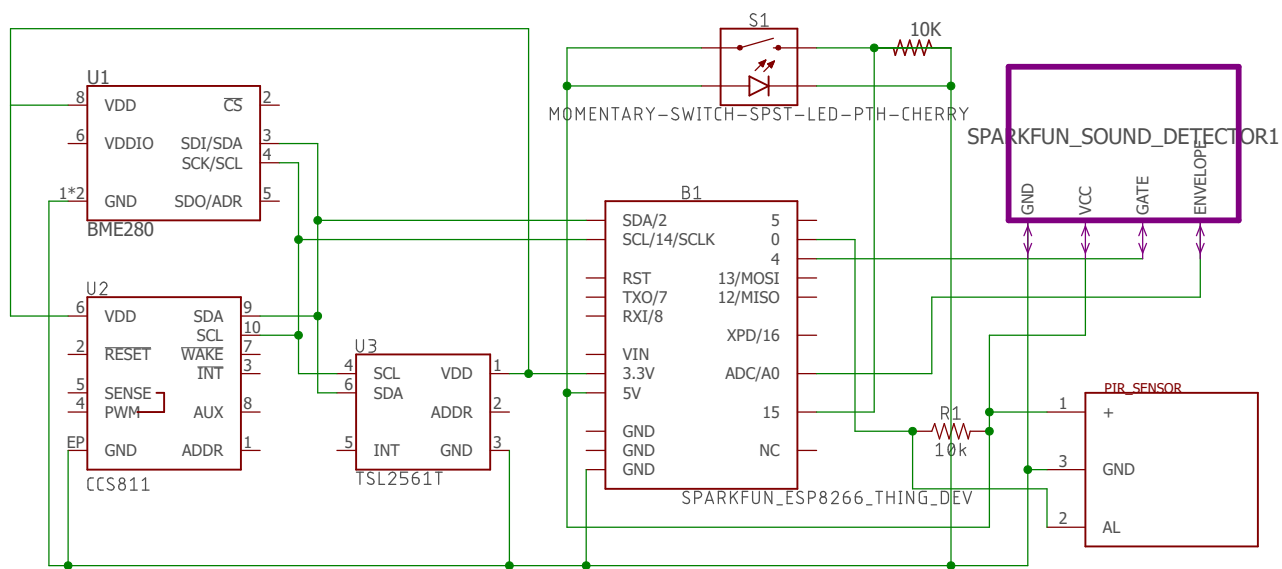 S1
10K
MOMENTARY-SWITCH-SPST-LED-PTH-CHERRY
U1
8 VDD CS 2
6 VDDIO SDI/SDA 3
SCK/SCL 4
1*2 GND SDO/ADR 5
BME280
SPARKFUN_SOUND_DETECTOR1
GND VCC GATE ENVELOPE
B1
SDA/2 5
SCL/14/SCLK 0
4
RST 13/MOSI
TXO/7 12/MISO
RXI/8
XPD/16
VIN
3.3V ADC/A0
5V
15
GND
GND NC
GND
SPARKFUN_ESP8266_THING_DEV
U2
6 VDD SDA 9
SCL 10
2 RESET WAKE 7
INT 3
5 SENSE
4 PWM AUX 8
EP GND ADDR 1
CCS811
U3
4 SCL VDD 1
6 SDA
ADDR 2
5 INT GND 3
TSL2561T
R1
10k
PIR_SENSOR
1 +
3 GND
2 AL